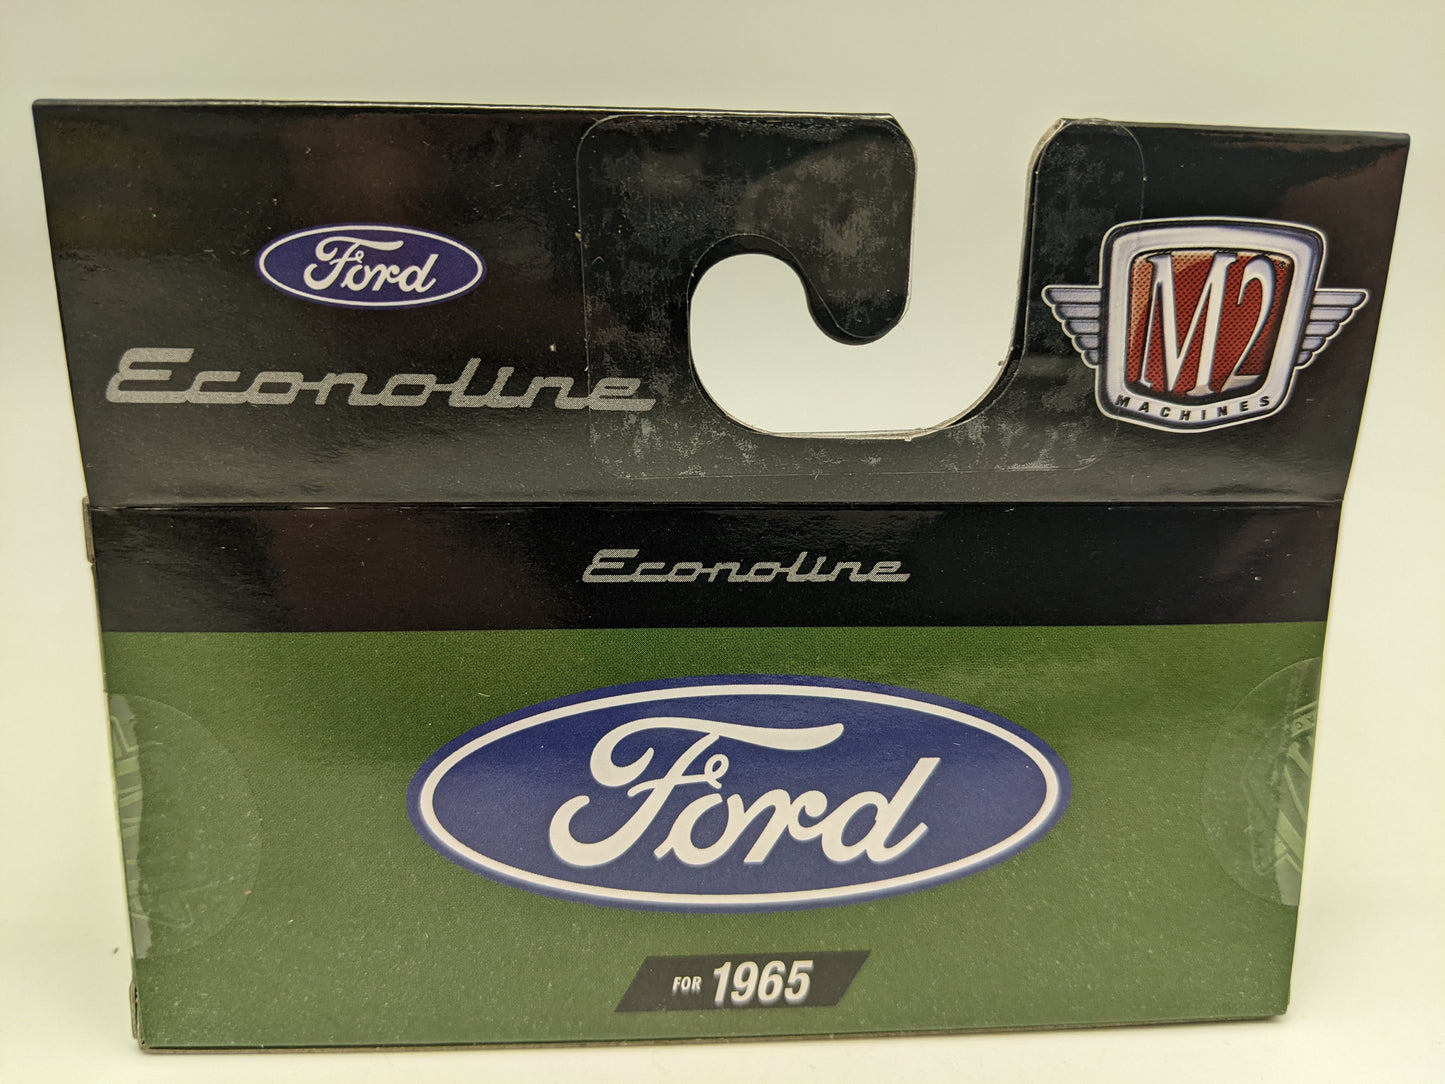 Ford
Econoline
M2
MACHINES
Econoline
Ford
FOR 1965